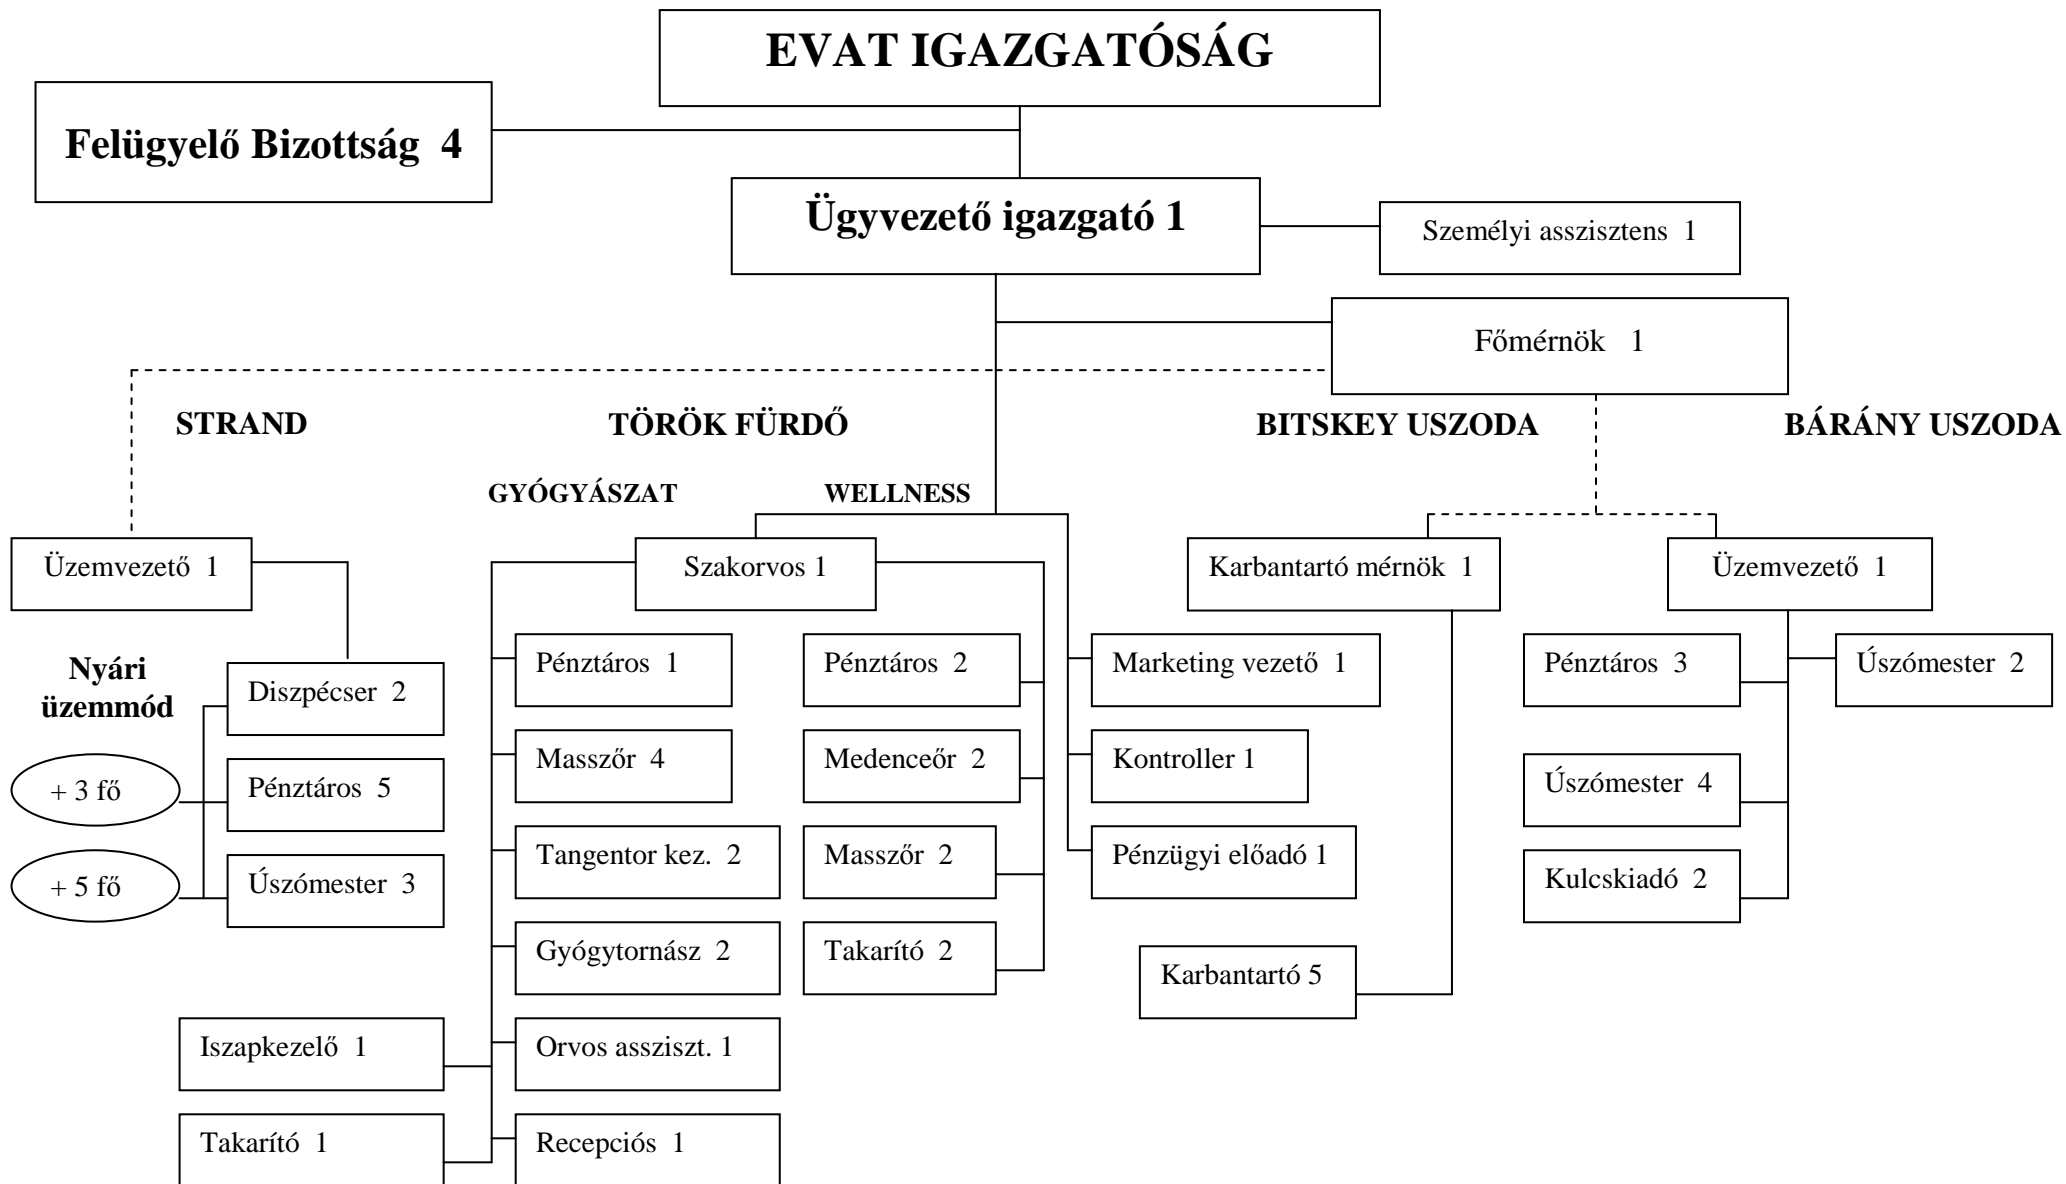 EVAT IGAZGATÓSÁG
Felügyelő Bizottság 4
Ügyvezető igazgató 1
Személyi asszisztens 1
Főmérnök 1
STRAND
TÖRÖK FÜRDŐ
BITSKEY USZODA
BÁRÁNY USZODA
GYÓGYÁSZAT
WELLNESS
Üzemvezető 1
Szakorvos 1
Karbantartó mérnök 1
Üzemvezető 1
Nyári
üzemmód
Diszpécser 2
+ 3 fő
Pénztáros 5
+ 5 fő
Úszómester 3
Pénztáros 1
Masszőr 4
Tangentor kez. 2
Gyógytornász 2
Iszapkezelő 1
Orvos assziszt. 1
Takarító 1
Recepciós 1
Pénztáros 2
Medenceőr 2
Masszőr 2
Takarító 2
Marketing vezető 1
Kontroller 1
Pénzügyi előadó 1
Karbantartó 5
Pénztáros 3
Úszómester 2
Úszómester 4
Kulcskiadó 2